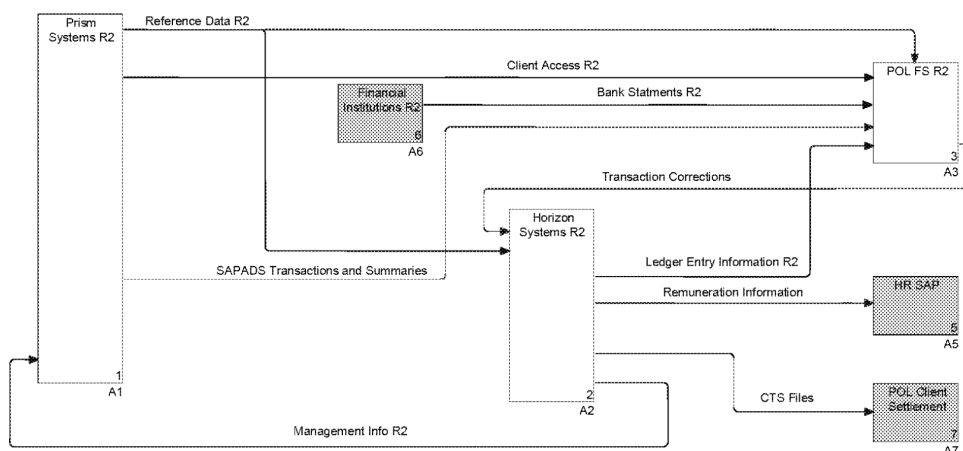 Prism
Systems R2
Reference Data R2
Client Access R2
POL FS R2
Financial
Institutions R2
6
A6
Bank Statments R2
3
A3
Transaction Corrections
Horizon
Systems R2
SAPADS Transactions and Summaries
Ledger Entry Information R2
Remuneration Information
HR SAP
5
A5
1
A1
2
A2
CTS Files
POL Client
Settlement
7
A7
Management Info R2